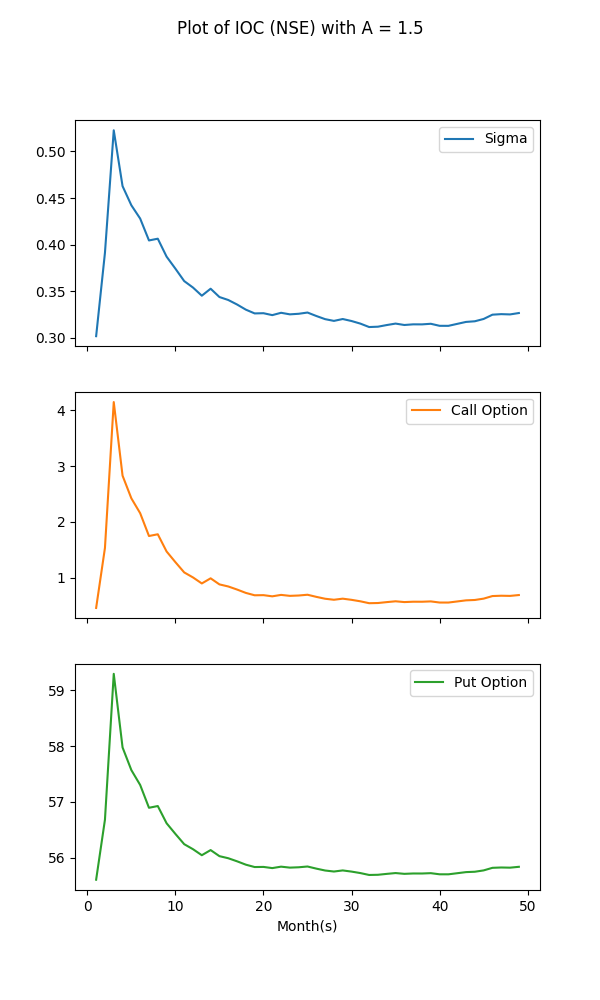 Plot of IOC (NSE) with A = 1.5
Sigma
0.50
0.45
0.40
0.35
0.30
Call Option
4
3
2
1
Put Option
59
58
57
56
0 10 20 30 40 50
Month(s)